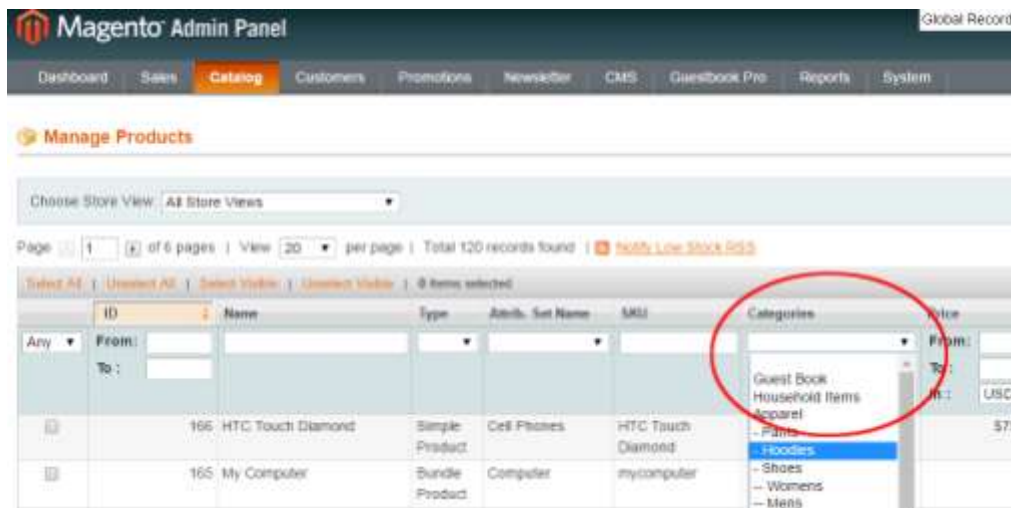 Magento Admin Panel
Global Record
Dashboard Sales Catalog Customers Promotions Newsletter CMS Guestbook Pro Reports System
Manage Products
Choose Store View: All Store Views
Page 1 of 6 pages | View 20 per page | Total 120 records found | Notify Low Stock RSS
Select All | Unselect All | Select Visible | Unselect Visible | 0 items selected
ID Name Type Attrib. Set Name SKU Categories Price
Any From: From:
To : To :
In : USD
Guest Book
Household Items
Apparel
- Pants
- Hoodies
- Shoes
-- Womens
-- Mens
166 HTC Touch Diamond Simple Product Cell Phones HTC Touch Diamond
165 My Computer Bundle Product Computer mycomputer